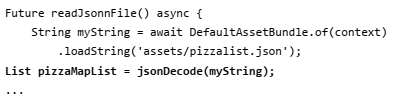 Future readJsonnFile() async {
    String myString = await DefaultAssetBundle.of(context)
        .loadString('assets/pizzalist.json');
List pizzaMapList = jsonDecode(myString);
...